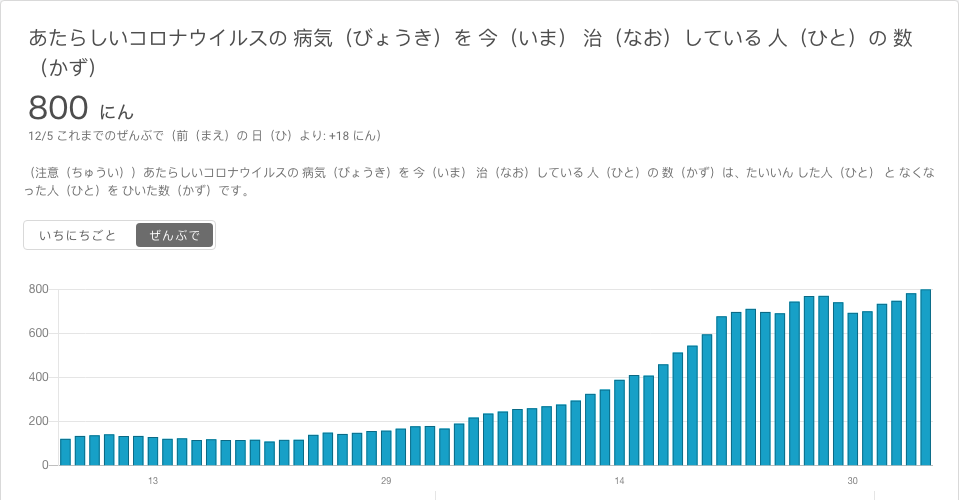 あたらしいコロナウイルスの 病気（びょうき）を 今（いま） 治（なお）している 人（ひと）の 数
（かず）
800 にん
12/5 これまでのぜんぶで（前（まえ）の 日（ひ）より: +18 にん）
（注意（ちゅうい））あたらしいコロナウイルスの 病気（びょうき）を 今（いま） 治（なお）している 人（ひと）の 数（かず）は、たいいん した人（ひと） と なくな
った人（ひと）を ひいた数（かず）です。
いちにちごと ぜんぶで
800
600
400
200
0
13 29 14 30